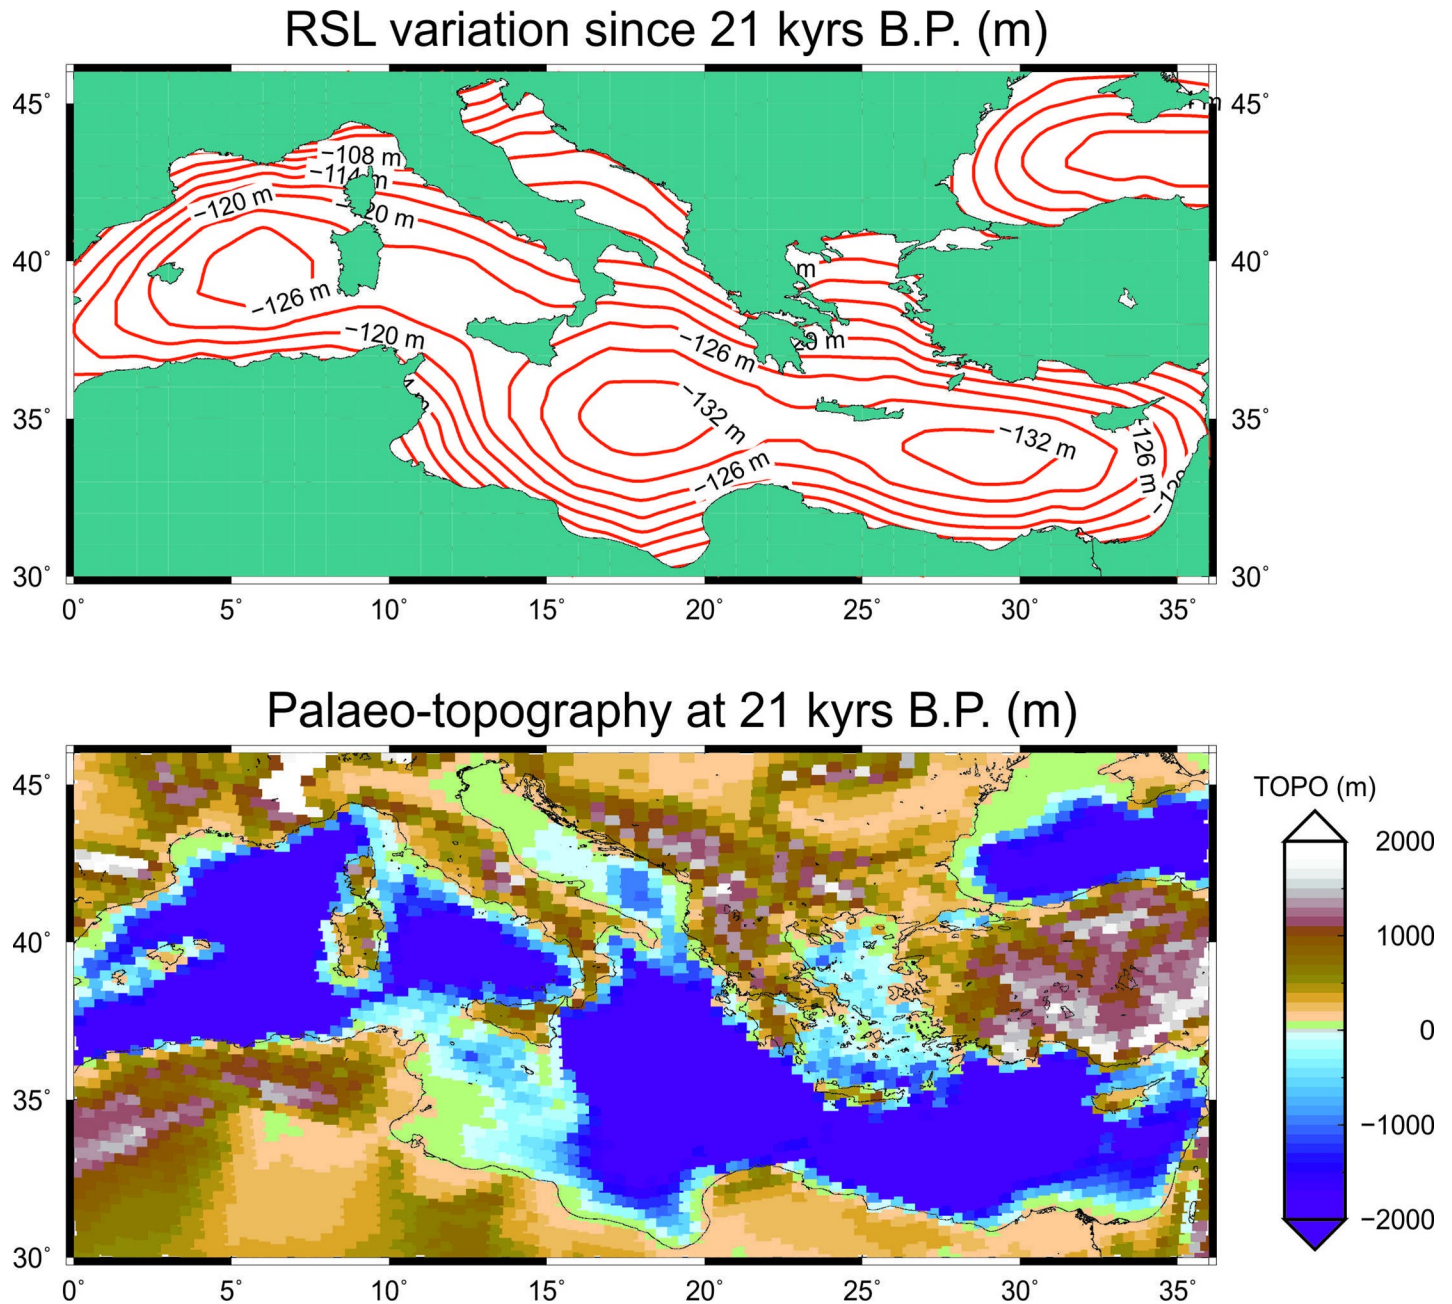 RSL variation since 21 kyrs B.P. (m)
45° 45°
−108 m
−114 m
−120 m
−120 m
40° m 40°
−126 m
−120 m
−126 m
−132 m
35° −132 m 35°
−126 m
−126 m
30° 30°
0° 5° 10° 15° 20° 25° 30° 35°
Palaeo-topography at 21 kyrs B.P. (m)
45°
40°
35°
30°
0° 5° 10° 15° 20° 25° 30° 35°
TOPO (m)
2000
1000
0
−1000
−2000